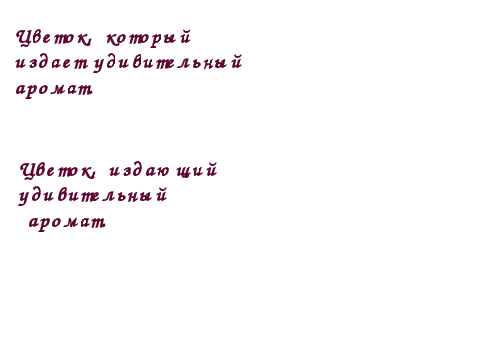 Цветок, который
издает удивительный
аромат.
Цветок, издающий
удивительный
аромат.